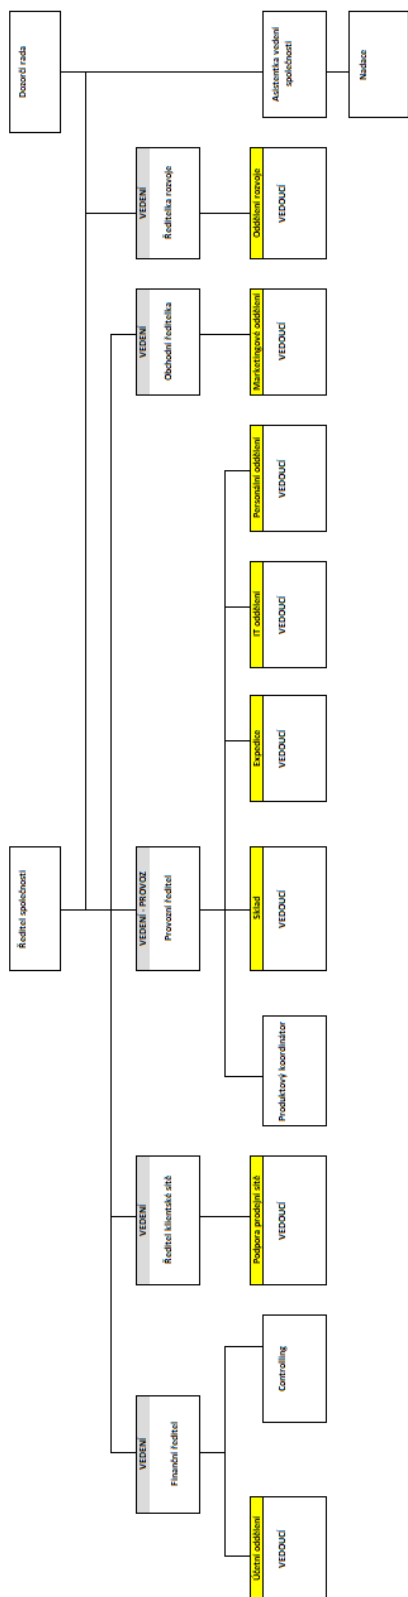 Ředitel společnosti
Dozorčí rada
VEDENÍ
Finanční ředitel
VEDENÍ
Ředitel klientské sítě
VEDENÍ - PROVOZ
Provozní ředitel
VEDENÍ
Obchodní ředitelka
VEDENÍ
Ředitelka rozvoje
Účetní oddělení
VEDOUCÍ
Controlling
Podpora prodejní sítě
VEDOUCÍ
Produktový koordinátor
Sklad
VEDOUCÍ
Expedice
VEDOUCÍ
IT oddělení
VEDOUCÍ
Personální oddělení
VEDOUCÍ
Marketingové oddělení
VEDOUCÍ
Oddělení rozvoje
VEDOUCÍ
Asistentka vedení
společnosti
Nadace